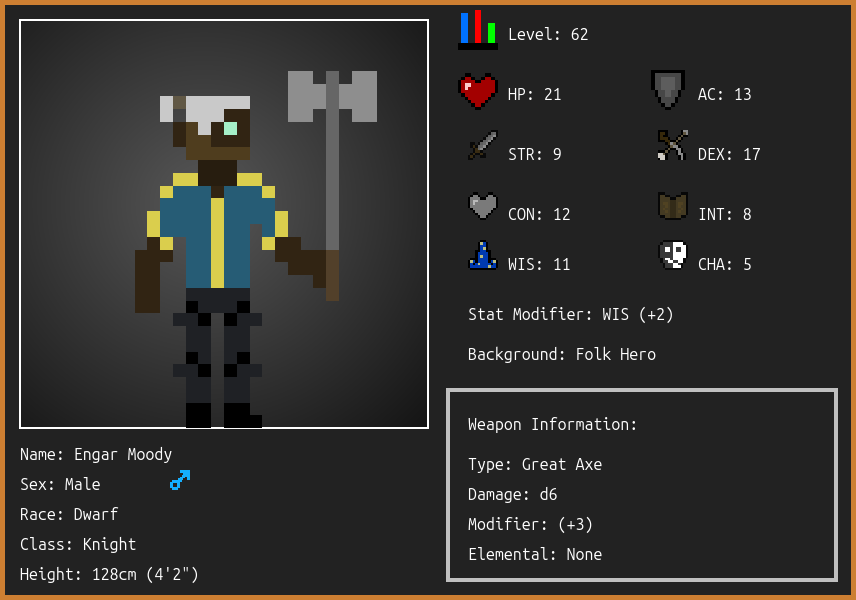 Level: 62
HP: 21
AC: 13
STR: 9
DEX: 17
CON: 12
INT: 8
WIS: 11
CHA: 5
Stat Modifier: WIS (+2)
Background: Folk Hero
Weapon Information:
Type: Great Axe
Damage: d6
Modifier: (+3)
Elemental: None
Name: Engar Moody
Sex: Male
Race: Dwarf
Class: Knight
Height: 128cm (4'2")